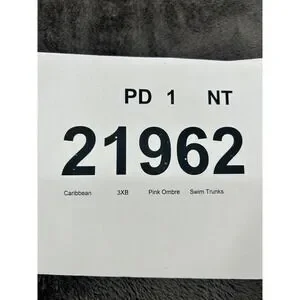 PD 1 NT
21962
Caribbean 3XB Pink Ombre Swim Trunks